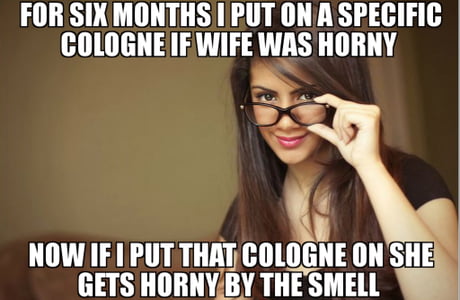 FOR SIX MONTHS I PUT ON A SPECIFIC
COLOGNE IF WIFE WAS HORNY
NOW IF I PUT THAT COLOGNE ON SHE
GETS HORNY BY THE SMELL